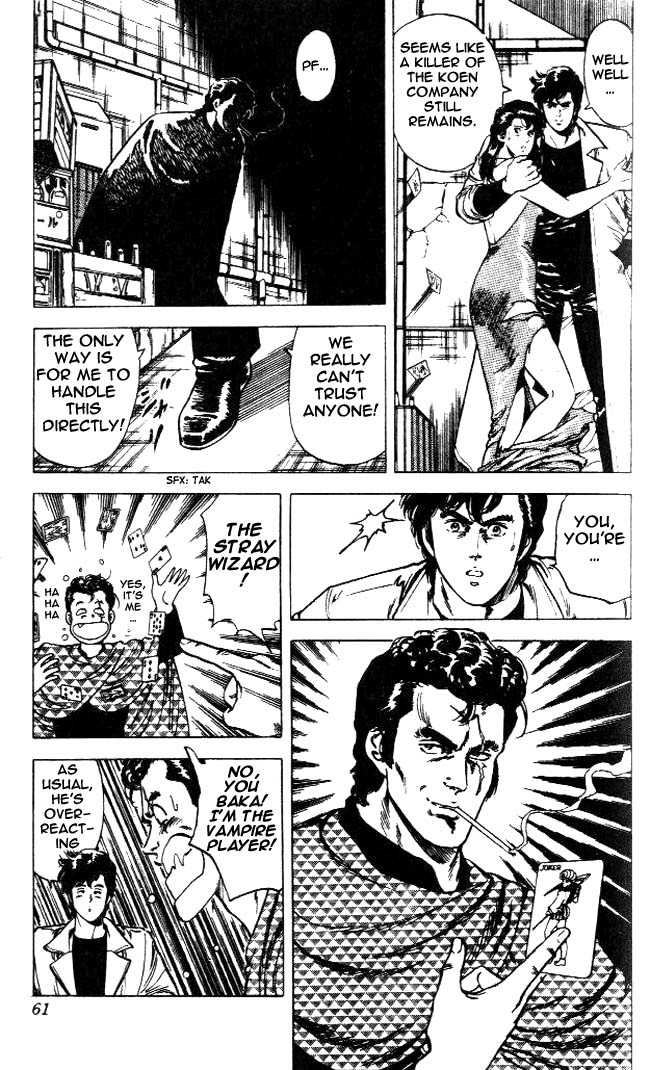 WELL
WELL
...
SEEMS LIKE
A KILLER OF
THE KOEN
COMPANY
STILL
REMAINS.
PF...
WE
REALLY
CAN'T
TRUST
ANYONE!
THE ONLY
WAY IS
FOR ME TO
HANDLE
THIS
DIRECTLY!
SFX: TAK
YOU,
YOU'RE
...
THE
STRAY
WIZARD
!
YES,
IT'S
ME
...
HA
HA
HA
JOKER
NO,
YOU
BAKA!
I'M THE
VAMPIRE
PLAYER!
AS
USUAL,
HE'S
OVER-
REACT-
ING
61